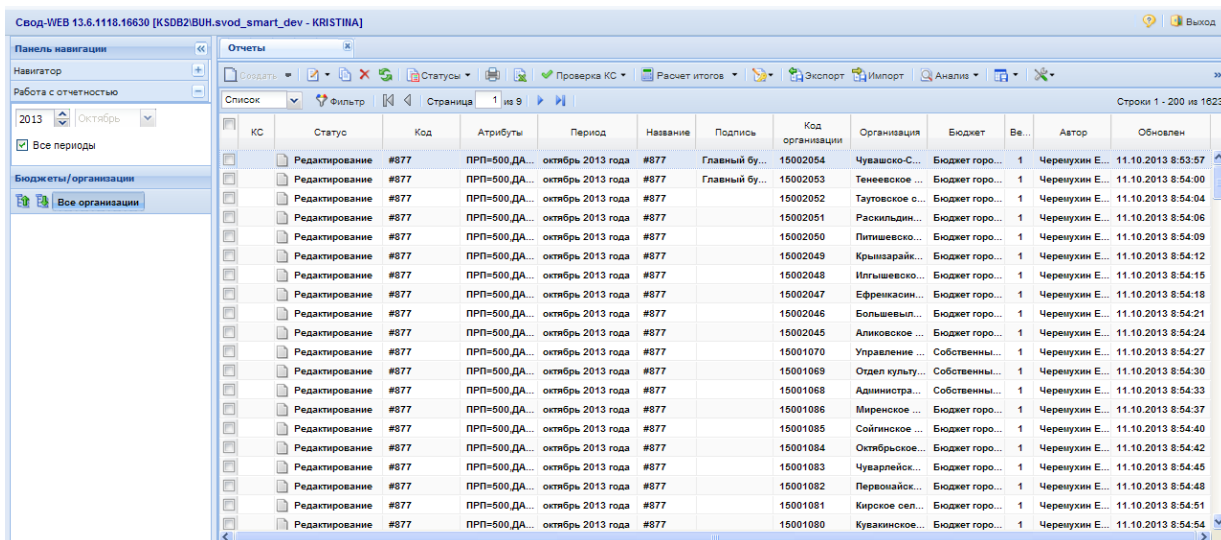 Свод-WEB 13.6.1118.16630 [KSDB2\BUH.svod_smart_dev - KRISTINA] Выход
Панель навигации Отчеты
Навигатор Создать Статусы Проверка КС Расчет итогов Экспорт Импорт Анализ
Работа с отчетностью Список Фильтр Страница 1 из 9 Строки 1 - 200 из 1623
2013 Октябрь
Все периоды
Бюджеты/организации
Все организации
КС Статус Код Атрибуты Период Название Подпись Код организации Организация Бюджет Ве... Автор Обновлен
Редактирование #877 ПРП=500,ДА... октябрь 2013 года #877 Главный бу... 15002054 Чувашско-С... Бюджет горо... 1 Черемухин Е... 11.10.2013 8:53:57
Редактирование #877 ПРП=500,ДА... октябрь 2013 года #877 Главный бу... 15002053 Тенеевское ... Бюджет горо... 1 Черемухин Е... 11.10.2013 8:54:00
Редактирование #877 ПРП=500,ДА... октябрь 2013 года #877 15002052 Таутовское с... Бюджет горо... 1 Черемухин Е... 11.10.2013 8:54:04
Редактирование #877 ПРП=500,ДА... октябрь 2013 года #877 15002051 Раскильдин... Бюджет горо... 1 Черемухин Е... 11.10.2013 8:54:06
Редактирование #877 ПРП=500,ДА... октябрь 2013 года #877 15002050 Питишевско... Бюджет горо... 1 Черемухин Е... 11.10.2013 8:54:09
Редактирование #877 ПРП=500,ДА... октябрь 2013 года #877 15002049 Крымзарайк... Бюджет горо... 1 Черемухин Е... 11.10.2013 8:54:12
Редактирование #877 ПРП=500,ДА... октябрь 2013 года #877 15002048 Илгышевско... Бюджет горо... 1 Черемухин Е... 11.10.2013 8:54:15
Редактирование #877 ПРП=500,ДА... октябрь 2013 года #877 15002047 Ефремкасин... Бюджет горо... 1 Черемухин Е... 11.10.2013 8:54:18
Редактирование #877 ПРП=500,ДА... октябрь 2013 года #877 15002046 Большевыл... Бюджет горо... 1 Черемухин Е... 11.10.2013 8:54:21
Редактирование #877 ПРП=500,ДА... октябрь 2013 года #877 15002045 Аликовское ... Бюджет горо... 1 Черемухин Е... 11.10.2013 8:54:24
Редактирование #877 ПРП=500,ДА... октябрь 2013 года #877 15001070 Управление ... Собственны... 1 Черемухин Е... 11.10.2013 8:54:27
Редактирование #877 ПРП=500,ДА... октябрь 2013 года #877 15001069 Отдел культу... Собственны... 1 Черемухин Е... 11.10.2013 8:54:30
Редактирование #877 ПРП=500,ДА... октябрь 2013 года #877 15001068 Администра... Собственны... 1 Черемухин Е... 11.10.2013 8:54:33
Редактирование #877 ПРП=500,ДА... октябрь 2013 года #877 15001086 Миренское ... Бюджет горо... 1 Черемухин Е... 11.10.2013 8:54:37
Редактирование #877 ПРП=500,ДА... октябрь 2013 года #877 15001085 Сойгинское ... Бюджет горо... 1 Черемухин Е... 11.10.2013 8:54:40
Редактирование #877 ПРП=500,ДА... октябрь 2013 года #877 15001084 Октябрьское... Бюджет горо... 1 Черемухин Е... 11.10.2013 8:54:42
Редактирование #877 ПРП=500,ДА... октябрь 2013 года #877 15001083 Чуварлейск... Бюджет горо... 1 Черемухин Е... 11.10.2013 8:54:45
Редактирование #877 ПРП=500,ДА... октябрь 2013 года #877 15001082 Первомайск... Бюджет горо... 1 Черемухин Е... 11.10.2013 8:54:48
Редактирование #877 ПРП=500,ДА... октябрь 2013 года #877 15001081 Кирское сел... Бюджет горо... 1 Черемухин Е... 11.10.2013 8:54:51
Редактирование #877 ПРП=500,ДА... октябрь 2013 года #877 15001080 Кувакинское... Бюджет горо... 1 Черемухин Е... 11.10.2013 8:54:54